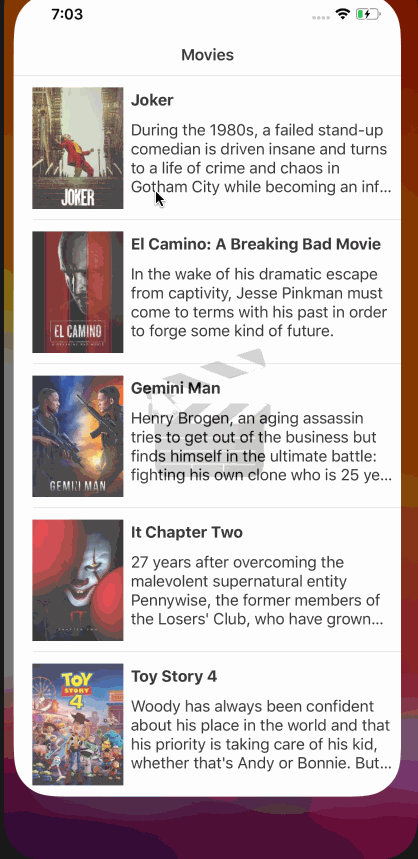 7:03
Movies
Joker
During the 1980s, a failed stand-up
comedian is driven insane and turns
to a life of crime and chaos in
Gotham City while becoming an inf...
JOKER
El Camino: A Breaking Bad Movie
In the wake of his dramatic escape
from captivity, Jesse Pinkman must
come to terms with his past in order
to forge some kind of future.
EL CAMINO
A BREAKING BAD MOVIE
Gemini Man
Henry Brogen, an aging assassin
tries to get out of the business but
finds himself in the ultimate battle:
fighting his own clone who is 25 ye...
GEMINI MAN
It Chapter Two
27 years after overcoming the
malevolent supernatural entity
Pennywise, the former members of
the Losers' Club, who have grown...
IT
CHAPTER TWO
Toy Story 4
Woody has always been confident
about his place in the world and that
his priority is taking care of his kid,
whether that's Andy or Bonnie. But...
TOY
STORY
4